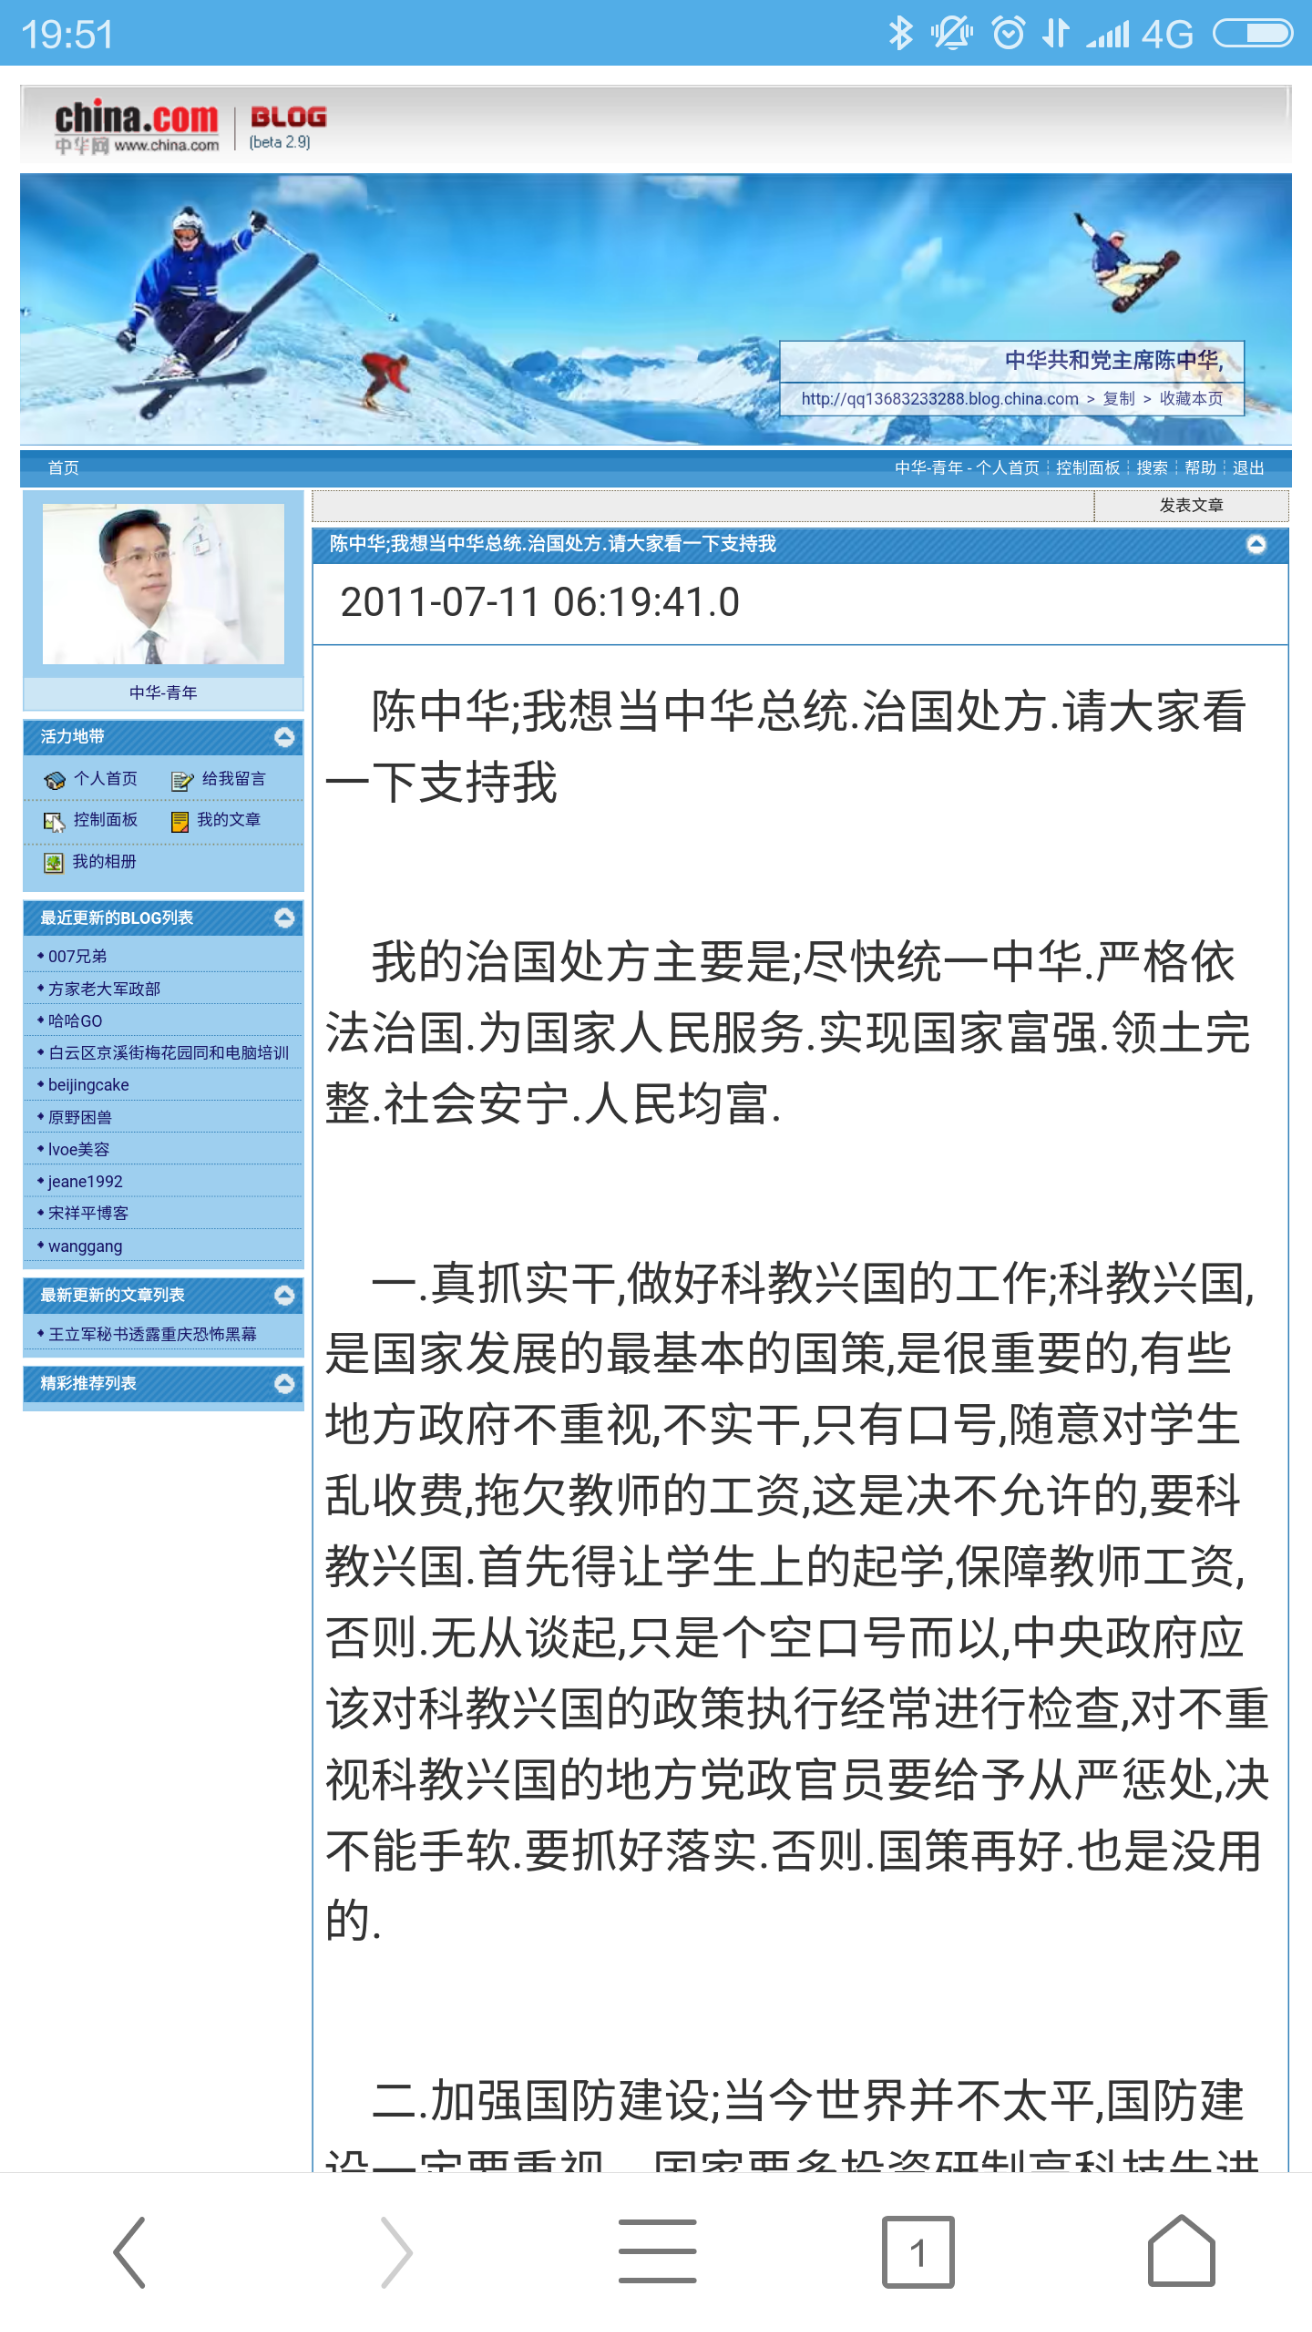 19:51
4G
china.com
中华网 www.china.com
BLOG
(beta 2.9)
中华共和党主席陈中华,
http://qq13683233288.blog.china.com > 复制 > 收藏本页
首页
中华-青年 - 个人首页 ┆ 控制面板 ┆ 搜索 ┆ 帮助 ┆ 退出
中华-青年
活力地带
个人首页 给我留言
控制面板 我的文章
我的相册
最近更新的BLOG列表
007兄弟
方家老大军政部
哈哈GO
白云区京溪街梅花园同和电脑培训
beijingcake
原野困兽
lvoe美容
jeane1992
宋祥平博客
wanggang
最新更新的文章列表
王立军秘书透露重庆恐怖黑幕
精彩推荐列表
发表文章
陈中华;我想当中华总统.治国处方.请大家看一下支持我
2011-07-11 06:19:41.0
陈中华;我想当中华总统.治国处方.请大家看
一下支持我
我的治国处方主要是;尽快统一中华.严格依
法治国.为国家人民服务.实现国家富强.领土完
整.社会安宁.人民均富.
一.真抓实干,做好科教兴国的工作;科教兴国,
是国家发展的最基本的国策,是很重要的,有些
地方政府不重视,不实干,只有口号,随意对学生
乱收费,拖欠教师的工资,这是决不允许的,要科
教兴国.首先得让学生上的起学,保障教师工资,
否则.无从谈起,只是个空口号而以,中央政府应
该对科教兴国的政策执行经常进行检查,对不重
视科教兴国的地方党政官员要给予从严惩处,决
不能手软.要抓好落实.否则.国策再好.也是没用
的.
二.加强国防建设;当今世界并不太平,国防建
设一定要重视、国家要多投资研制高科技先进
1